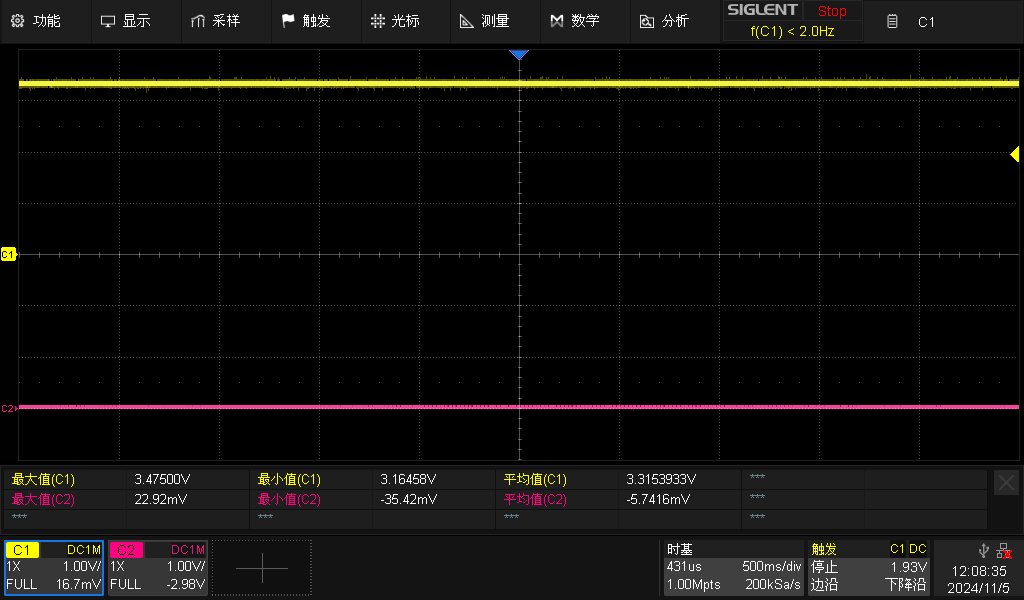 功能 显示 采样 触发 光标 测量 数学 分析 SIGLENT Stop C1
f(C1) < 2.0Hz
C1
C2
最大值(C1) 3.47500V 最小值(C1) 3.16458V 平均值(C1) 3.3153933V ***
最大值(C2) 22.92mV 最小值(C2) -35.42mV 平均值(C2) -5.7416mV ***
*** *** *** ***
C1 DC1M C2 DC1M 时基 触发 C1 DC
1X 1.00V/ 1X 1.00V/ 431us 500ms/div 停止 1.93V 12:08:35
FULL 16.7mV FULL -2.98V 1.00Mpts 200kSa/s 边沿 下降沿 2024/11/5